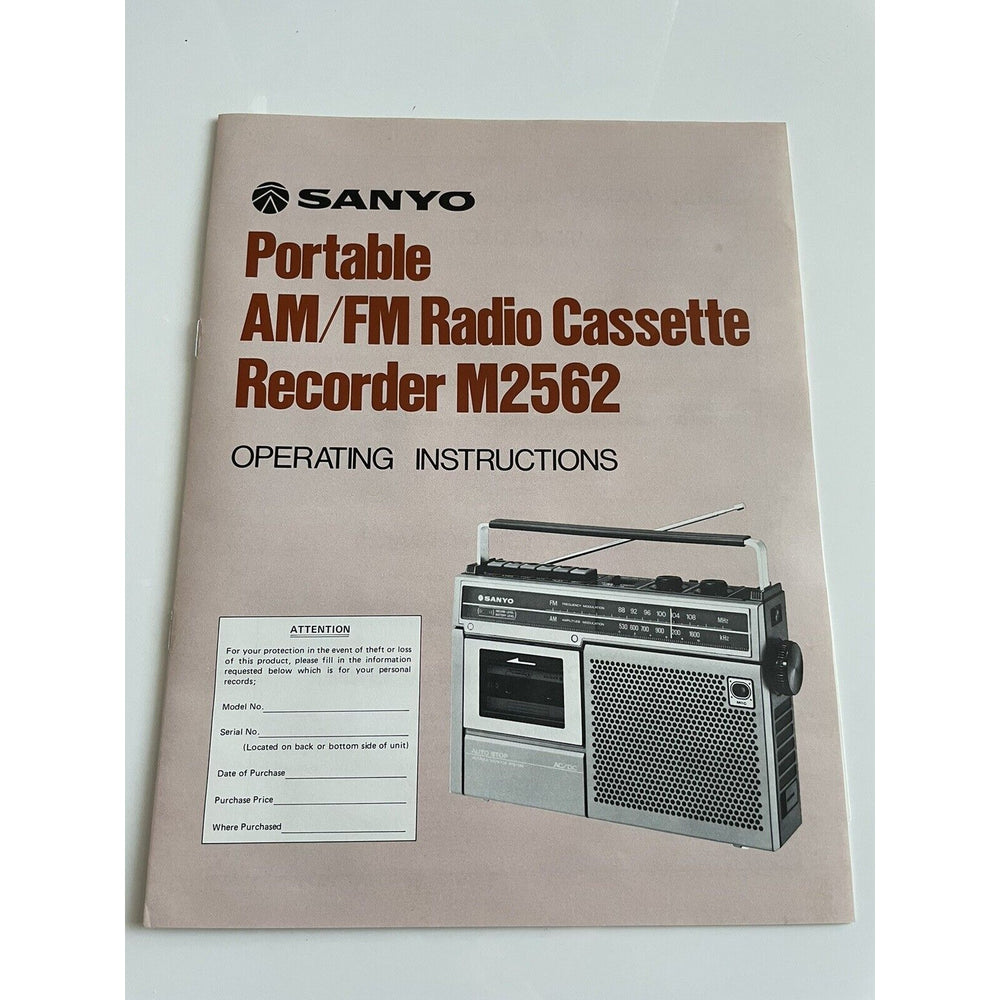 SANYO
Portable
AM/FM Radio Cassette
Recorder M2562
OPERATING INSTRUCTIONS
ATTENTION
For your protection in the event of theft or loss
of this product, please fill in the information
requested below which is for your personal
records;
Model No.
Serial No.
(Located on back or bottom side of unit)
Date of Purchase
Purchase Price
Where Purchased
SANYO
FM FREQUENCY MODULATION 88 92 96 100 104 108 MHz
AM AMPLITUDE MODULATION 530 600 700 900 1200 1600 kHz
MIC
AUTO STOP
AC/DC